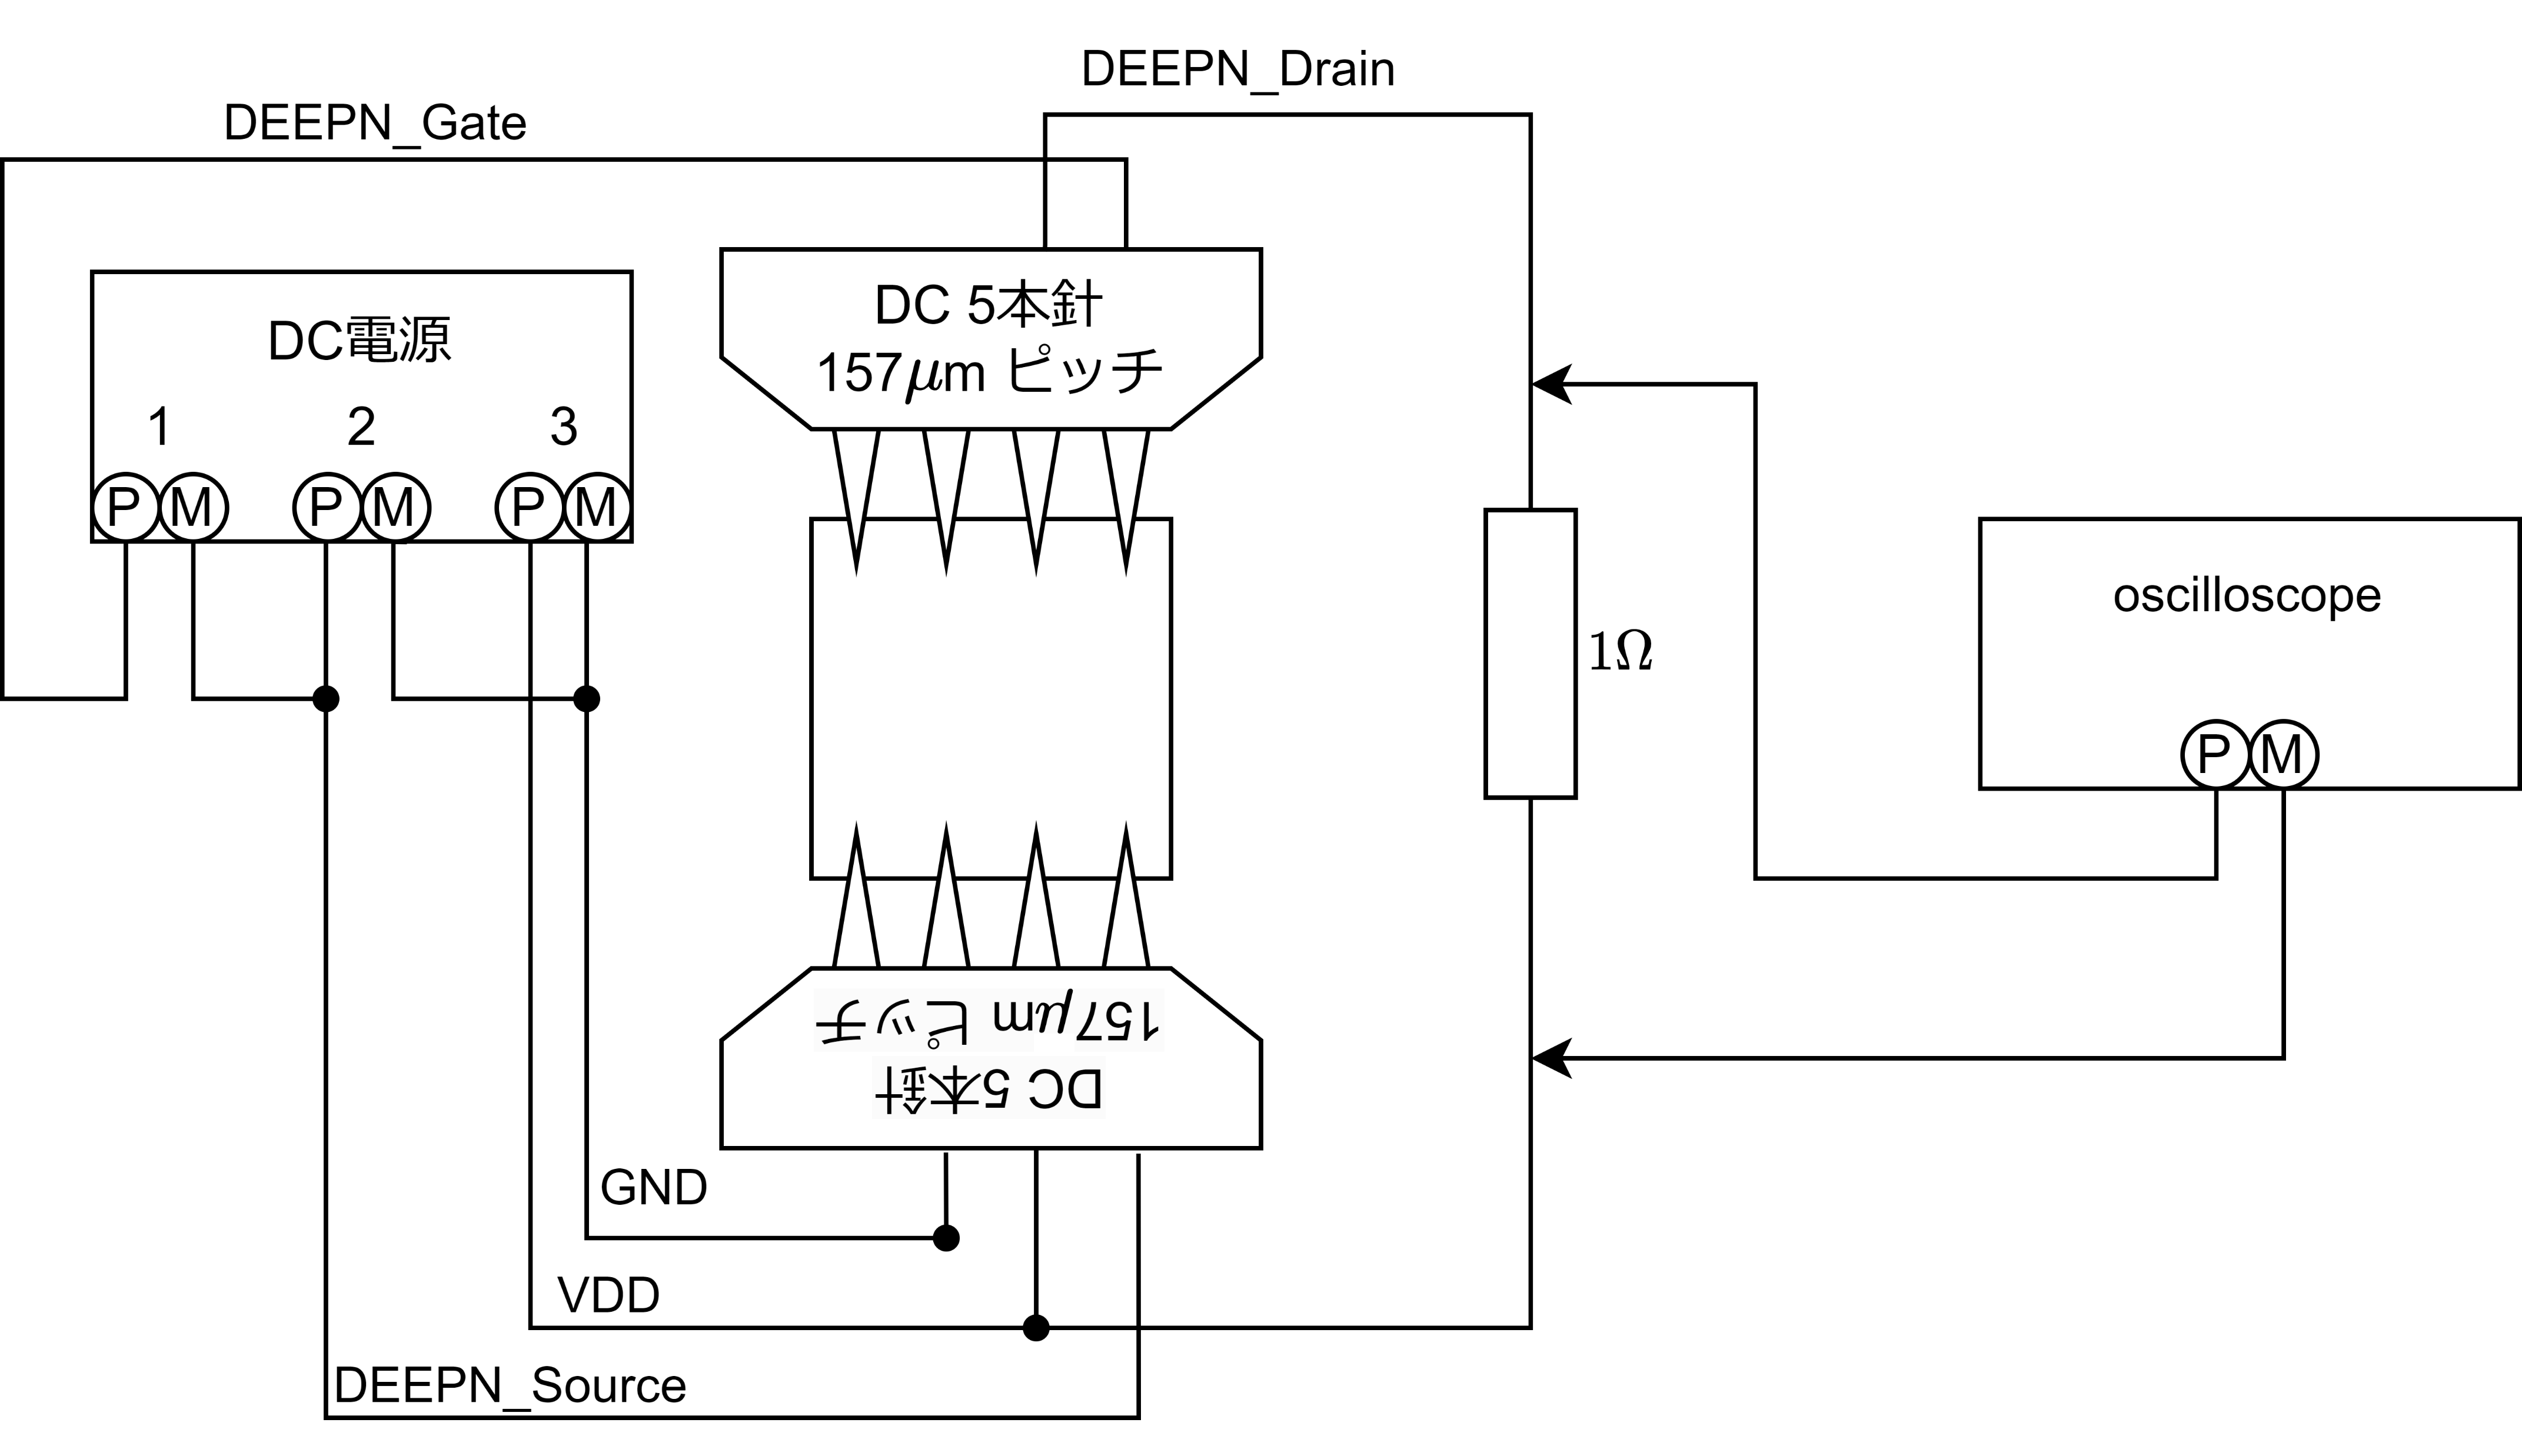 DEEPN_Drain
DEEPN_Gate
DC 5本針
157μm ピッチ
DC電源
1 2 3
P M P M P M
oscilloscope
1Ω
P M
157μm ピッチ
DC 5本針
GND
VDD
DEEPN_Source